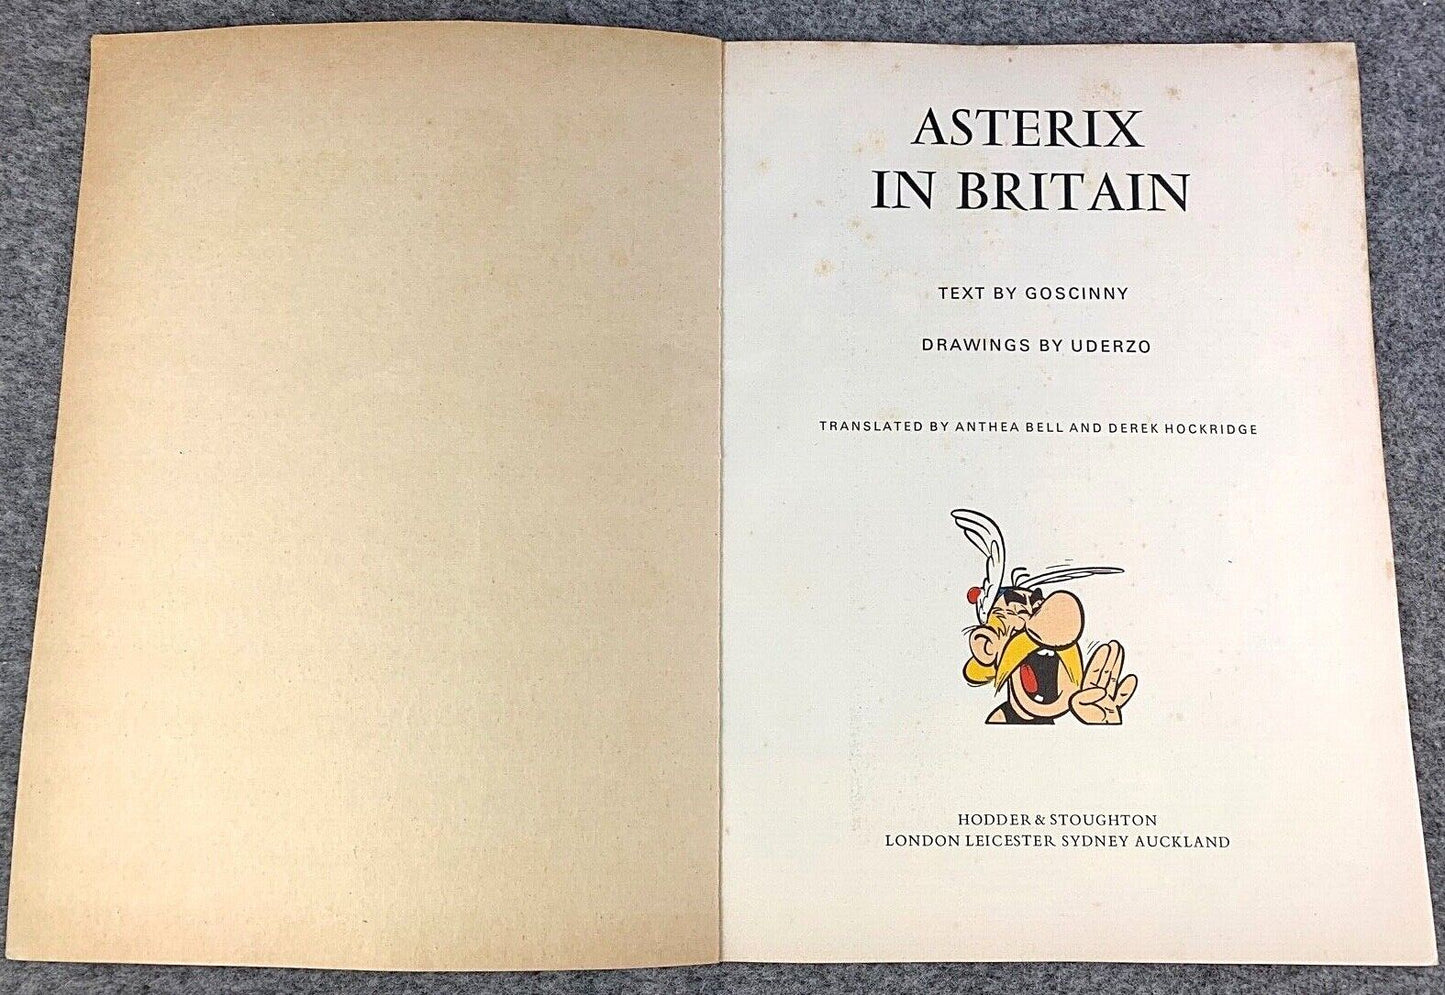 ASTERIX
IN BRITAIN
TEXT BY GOSCINNY
DRAWINGS BY UDERZO
TRANSLATED BY ANTHEA BELL AND DEREK HOCKRIDGE
HODDER & STOUGHTON
LONDON LEICESTER SYDNEY AUCKLAND